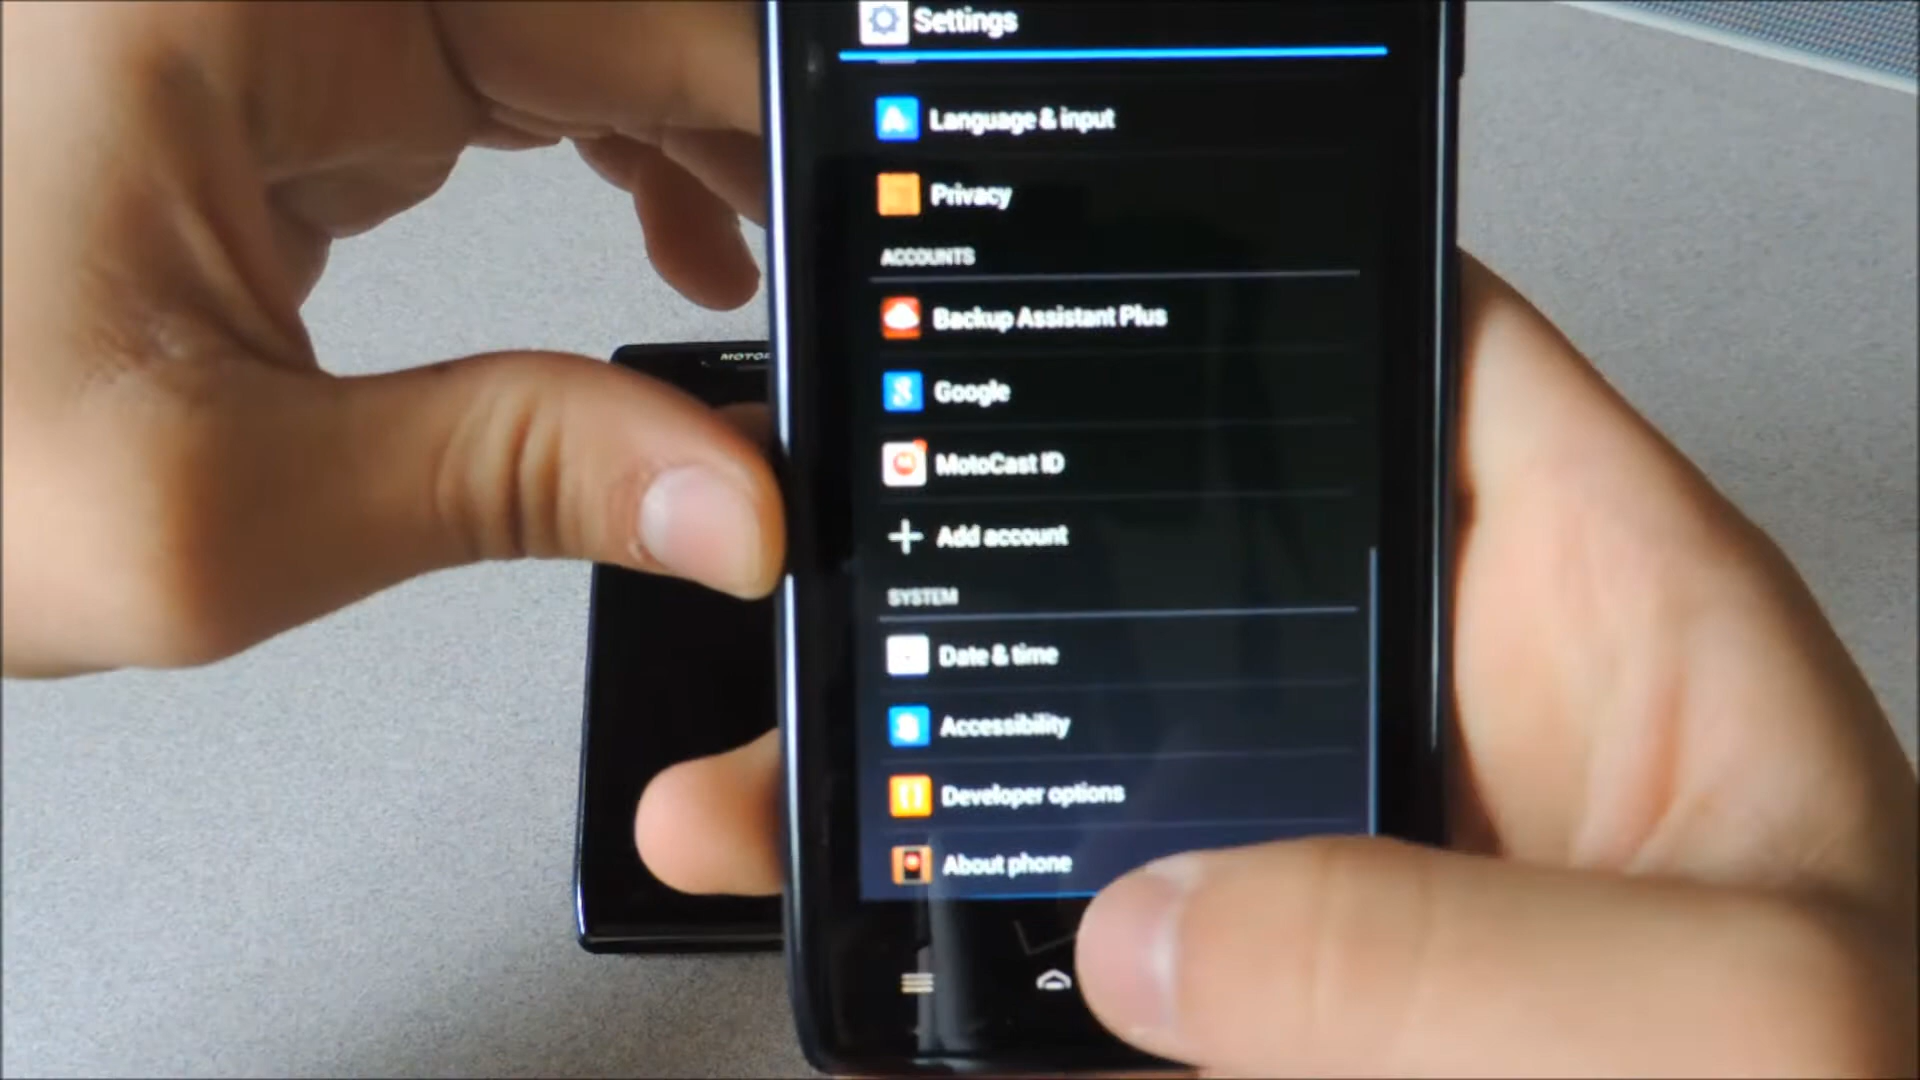 Settings
Language & input
Privacy
ACCOUNTS
Backup Assistant Plus
Google
MotoCast ID
Add account
SYSTEM
Date & time
Accessibility
Developer options
About phone